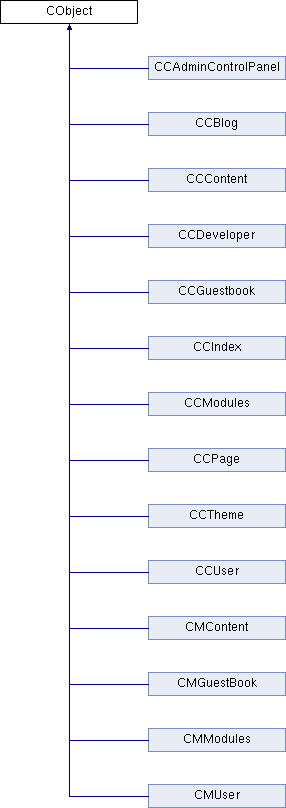 CObject
CCAdminControlPanel
CCBlog
CCContent
CCDeveloper
CCGuestbook
CCIndex
CCModules
CCPage
CCTheme
CCUser
CMContent
CMGuestBook
CMModules
CMUser